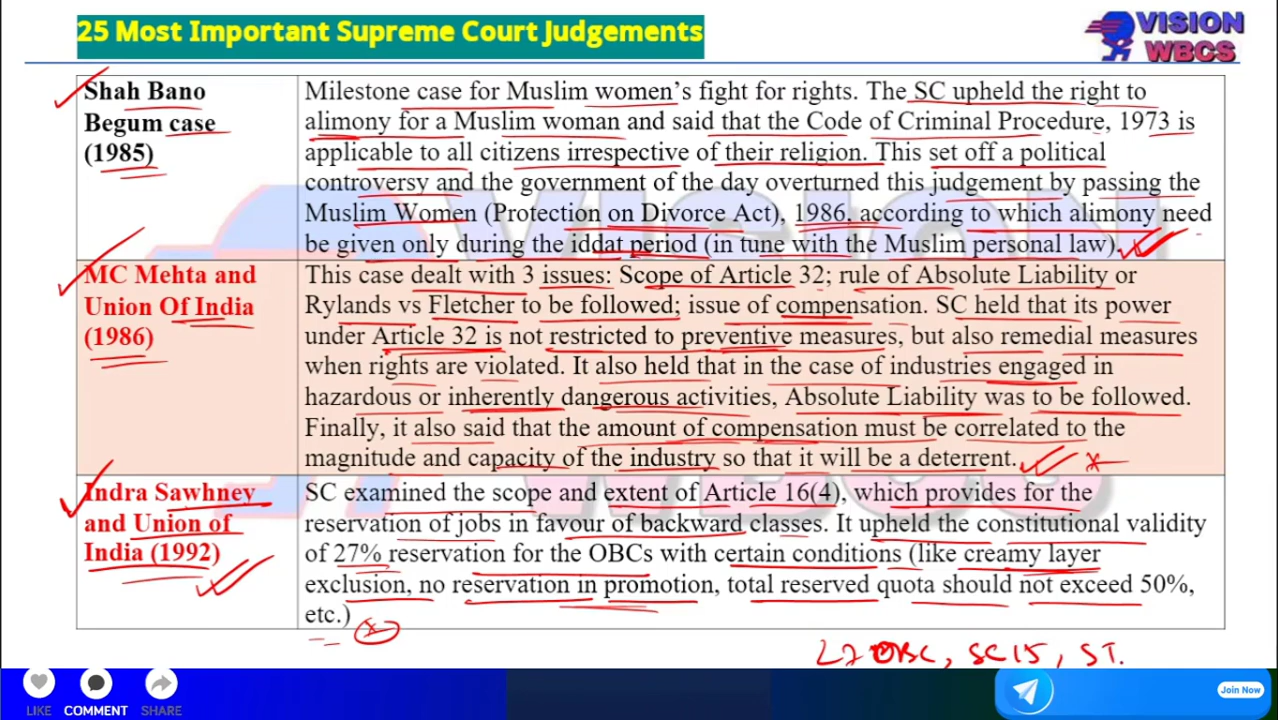 25 Most Important Supreme Court Judgements
VISION
WBCS
Shah Bano
Begum case
(1985)
Milestone case for Muslim women's fight for rights. The SC upheld the right to
alimony for a Muslim woman and said that the Code of Criminal Procedure, 1973 is
applicable to all citizens irrespective of their religion. This set off a political
controversy and the government of the day overturned this judgement by passing the
Muslim Women (Protection on Divorce Act), 1986, according to which alimony need
be given only during the iddat period (in tune with the Muslim personal law).
MC Mehta and
Union Of India
(1986)
This case dealt with 3 issues: Scope of Article 32; rule of Absolute Liability or
Rylands vs Fletcher to be followed; issue of compensation. SC held that its power
under Article 32 is not restricted to preventive measures, but also remedial measures
when rights are violated. It also held that in the case of industries engaged in
hazardous or inherently dangerous activities, Absolute Liability was to be followed.
Finally, it also said that the amount of compensation must be correlated to the
magnitude and capacity of the industry so that it will be a deterrent.
Indra Sawhney
and Union of
India (1992)
SC examined the scope and extent of Article 16(4), which provides for the
reservation of jobs in favour of backward classes. It upheld the constitutional validity
of 27% reservation for the OBCs with certain conditions (like creamy layer
exclusion, no reservation in promotion, total reserved quota should not exceed 50%,
etc.)
27 OBC, SC 15, ST.
LIKE COMMENT SHARE
Join Now